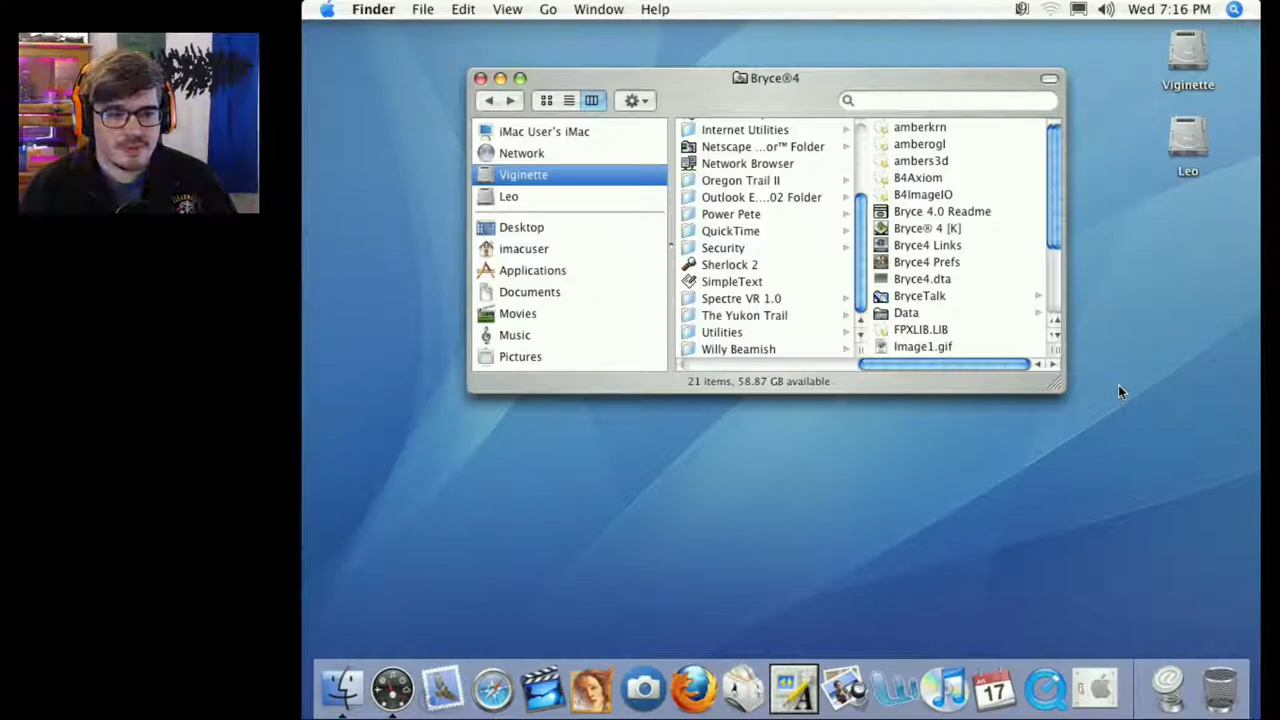 Finder File Edit View Go Window Help Wed 7:16 PM
Viginette
Leo
Bryce®4
iMac User's iMac
Network
Viginette
Leo
Desktop
imacuser
Applications
Documents
Movies
Music
Pictures
Internet Utilities
Netscape ...or™ Folder
Network Browser
Oregon Trail II
Outlook E....02 Folder
Power Pete
QuickTime
Security
Sherlock 2
SimpleText
Spectre VR 1.0
The Yukon Trail
Utilities
Willy Beamish
amberkrn
amberogl
ambers3d
B4Axiom
B4ImageIO
Bryce 4.0 Readme
Bryce® 4 [K]
Bryce4 Links
Bryce4 Prefs
Bryce4.dta
BryceTalk
Data
FPXLIB.LIB
Image1.gif
21 items, 58.87 GB available
17